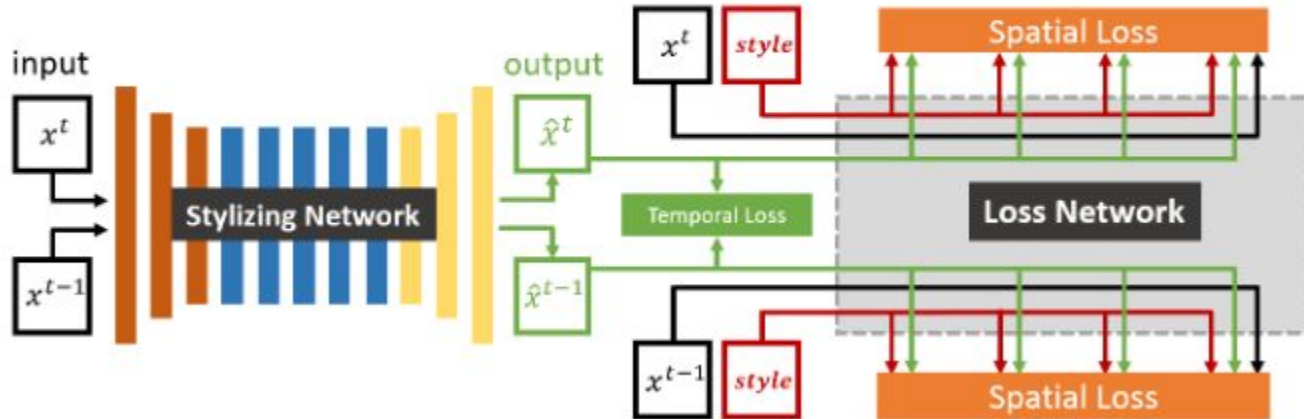 input
x^t
x^{t-1}
Stylizing Network
output
x̂^t
x̂^{t-1}
Temporal Loss
x^t
style
Spatial Loss
Loss Network
x^{t-1}
style
Spatial Loss